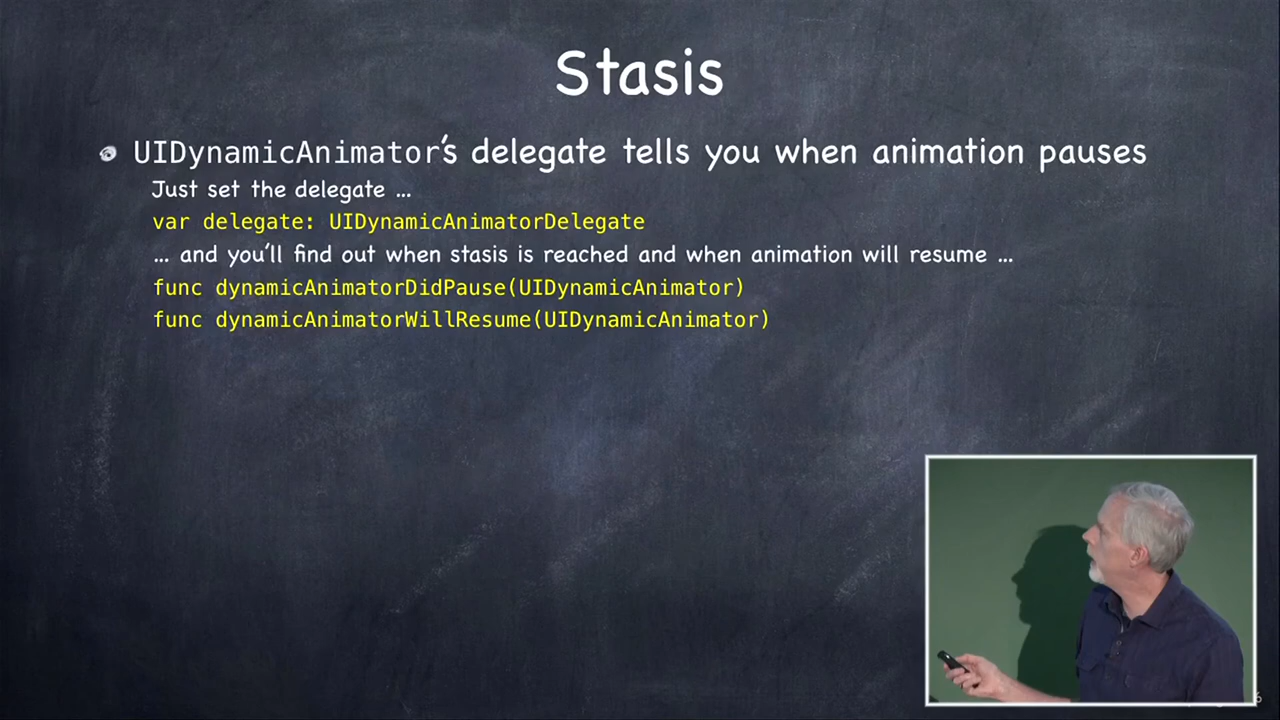 Stasis
UIDynamicAnimator’s delegate tells you when animation pauses
Just set the delegate ...
var delegate: UIDynamicAnimatorDelegate
... and you’ll find out when stasis is reached and when animation will resume ...
func dynamicAnimatorDidPause(UIDynamicAnimator)
func dynamicAnimatorWillResume(UIDynamicAnimator)